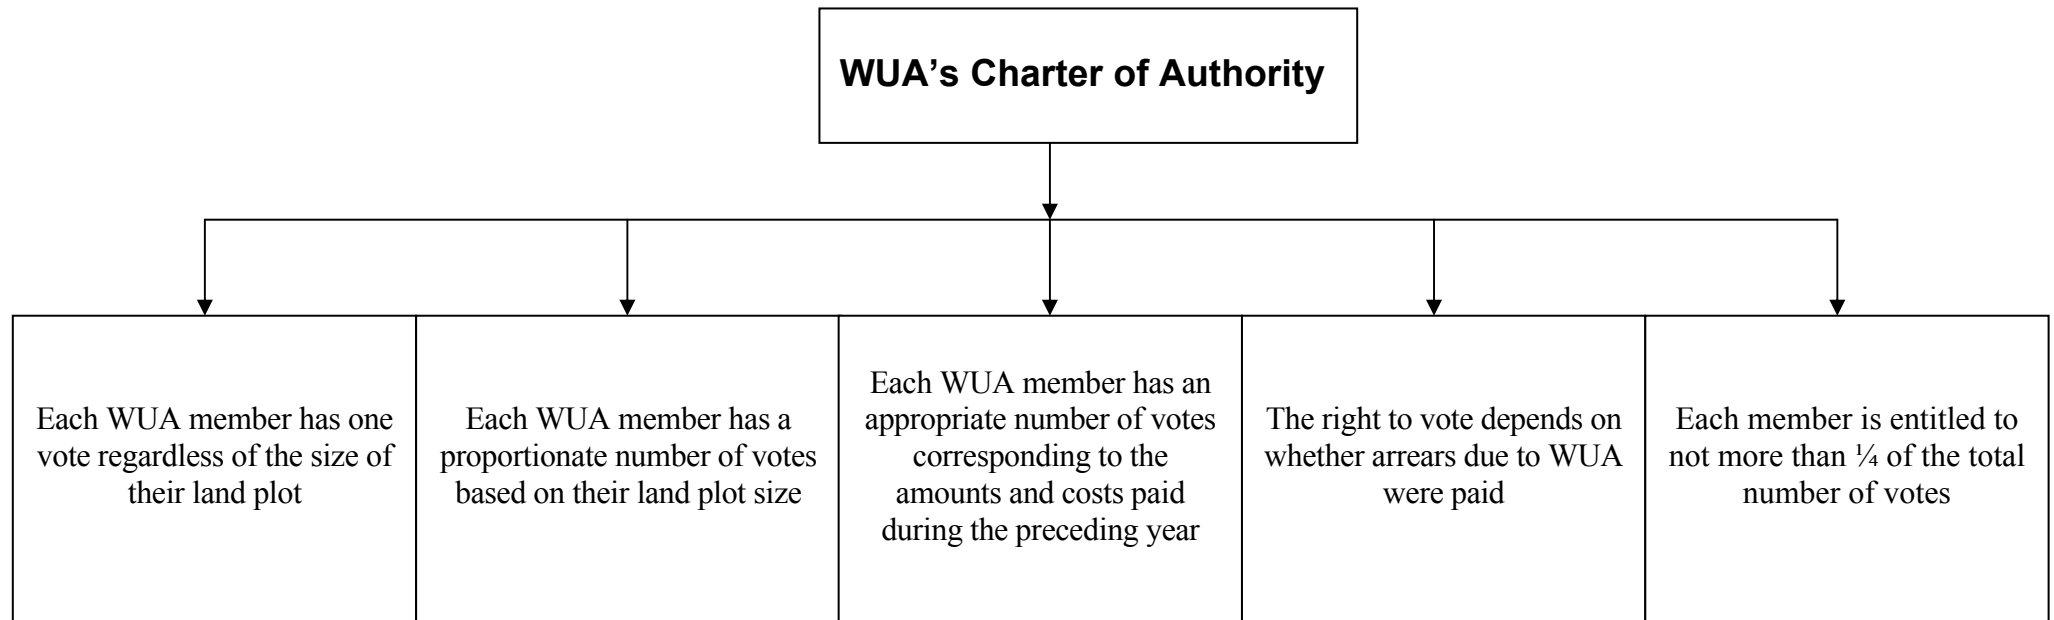 WUA’s Charter of Authority
Each WUA member has one
vote regardless of the size of
their land plot
Each WUA member has a
proportionate number of votes
based on their land plot size
Each WUA member has an
appropriate number of votes
corresponding to the
amounts and costs paid
during the preceding year
The right to vote depends on
whether arrears due to WUA
were paid
Each member is entitled to
not more than ¼ of the total
number of votes